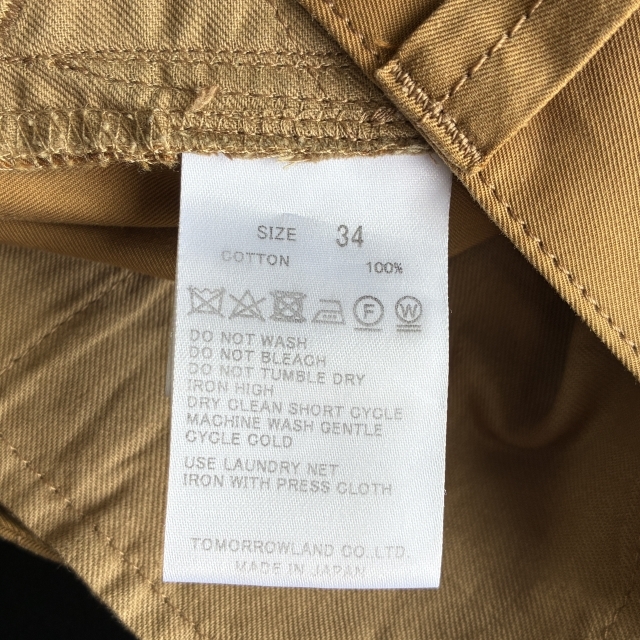 SIZE 34
COTTON 100%
F W
DO NOT WASH
DO NOT BLEACH
DO NOT TUMBLE DRY
IRON HIGH
DRY CLEAN SHORT CYCLE
MACHINE WASH GENTLE
CYCLE COLD
USE LAUNDRY NET
IRON WITH PRESS CLOTH
TOMORROWLAND CO.,LTD.
MADE IN JAPAN